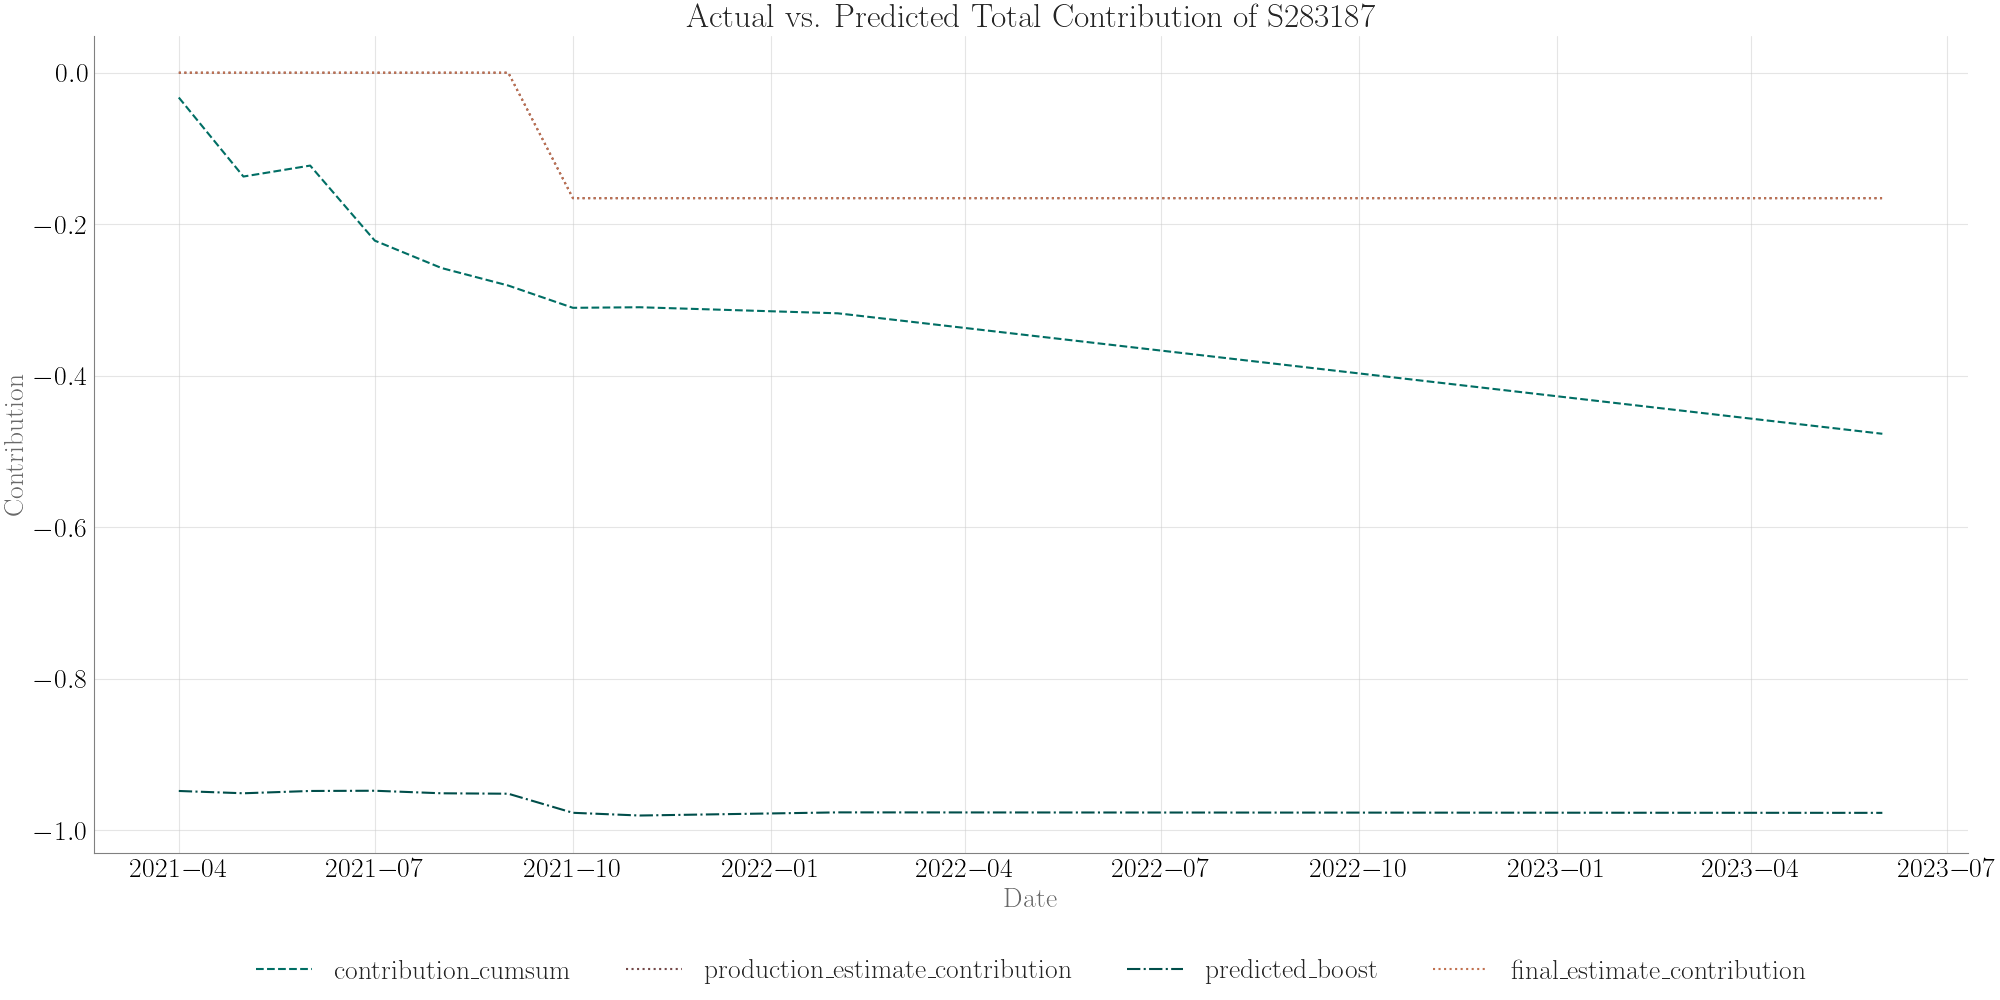 Actual vs. Predicted Total Contribution of S283187
0.0
−0.2
−0.4
−0.6
−0.8
−1.0
Contribution
2021−04 2021−07 2021−10 2022−01 2022−04 2022−07 2022−10 2023−01 2023−04 2023−07
Date
contribution_cumsum production_estimate_contribution predicted_boost final_estimate_contribution